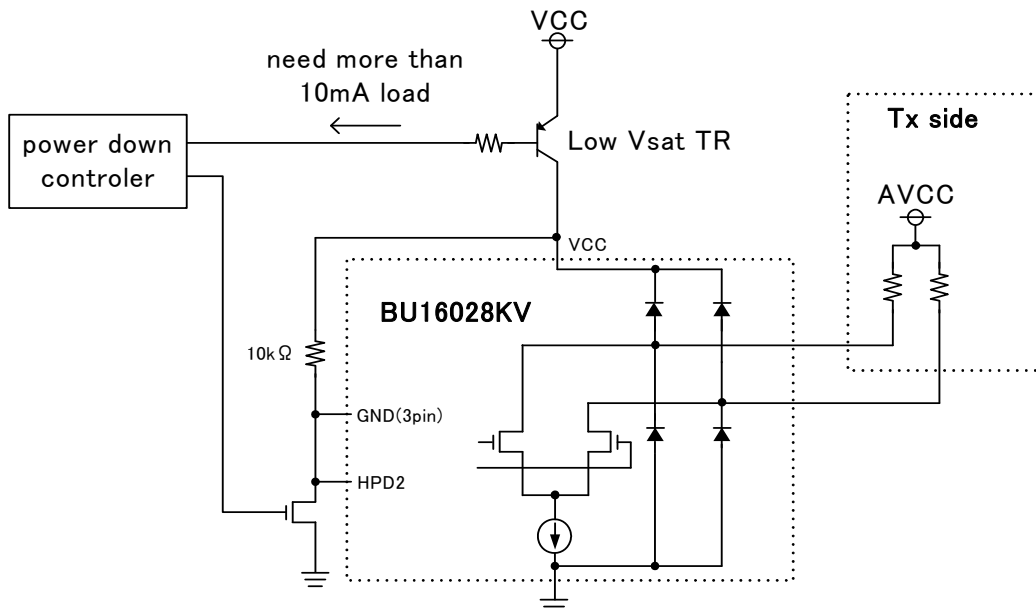 VCC
need more than
10mA load
Tx side
power down
controler
Low Vsat TR
AVCC
VCC
BU16028KV
10kΩ
GND(3pin)
HPD2